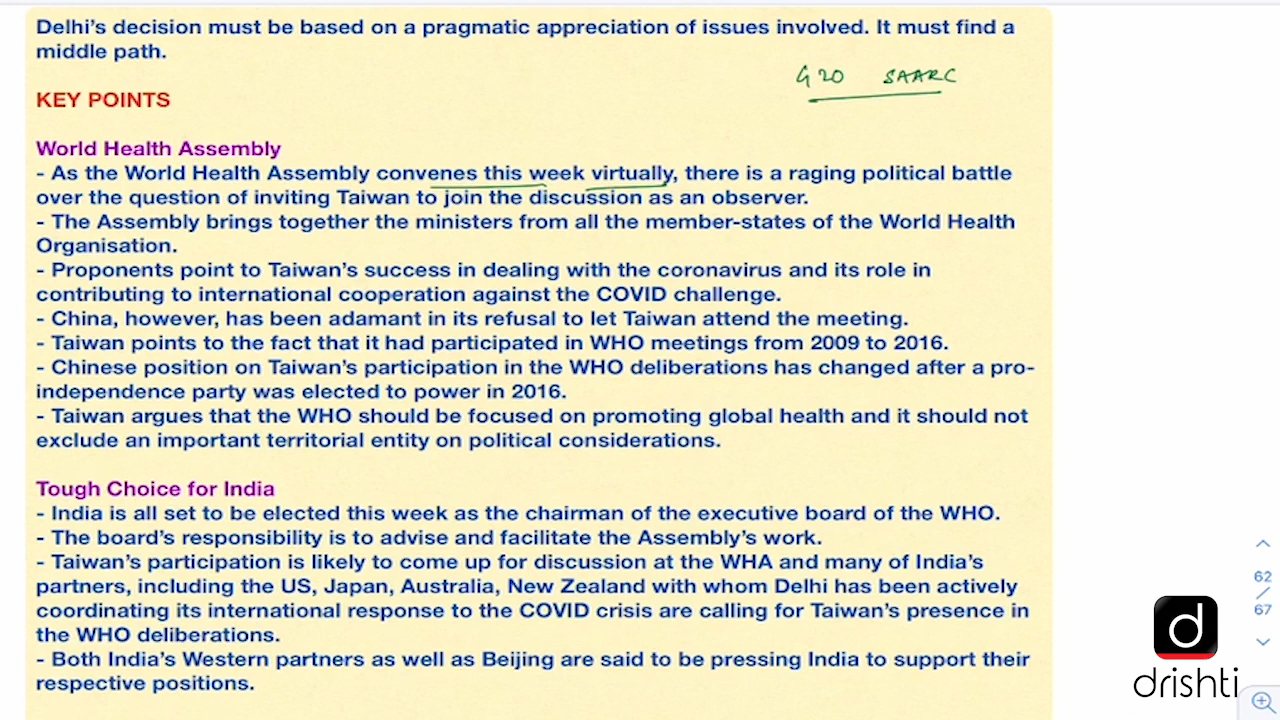 Delhi's decision must be based on a pragmatic appreciation of issues involved. It must find a
middle path.
G20 SAARC
KEY POINTS
World Health Assembly
- As the World Health Assembly convenes this week virtually, there is a raging political battle
over the question of inviting Taiwan to join the discussion as an observer.
- The Assembly brings together the ministers from all the member-states of the World Health
Organisation.
- Proponents point to Taiwan's success in dealing with the coronavirus and its role in
contributing to international cooperation against the COVID challenge.
- China, however, has been adamant in its refusal to let Taiwan attend the meeting.
- Taiwan points to the fact that it had participated in WHO meetings from 2009 to 2016.
- Chinese position on Taiwan's participation in the WHO deliberations has changed after a pro-
independence party was elected to power in 2016.
- Taiwan argues that the WHO should be focused on promoting global health and it should not
exclude an important territorial entity on political considerations.
Tough Choice for India
- India is all set to be elected this week as the chairman of the executive board of the WHO.
- The board's responsibility is to advise and facilitate the Assembly's work.
- Taiwan's participation is likely to come up for discussion at the WHA and many of India's
partners, including the US, Japan, Australia, New Zealand with whom Delhi has been actively
coordinating its international response to the COVID crisis are calling for Taiwan's presence in
the WHO deliberations.
- Both India's Western partners as well as Beijing are said to be pressing India to support their
respective positions.
62
/
67
d
drishti